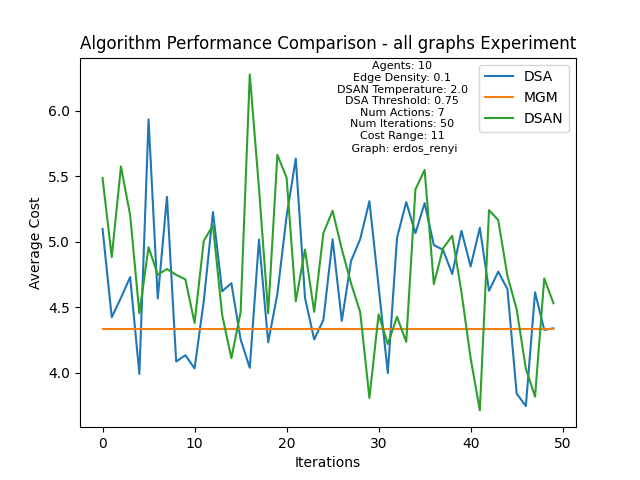 Algorithm Performance Comparison - all graphs Experiment
Agents: 10
Edge Density: 0.1
DSAN Temperature: 2.0
DSA Threshold: 0.75
Num Actions: 7
Num Iterations: 50
Cost Range: 11
Graph: erdos_renyi
DSA
MGM
DSAN
Average Cost
6.0
5.5
5.0
4.5
4.0
0 10 20 30 40 50
Iterations